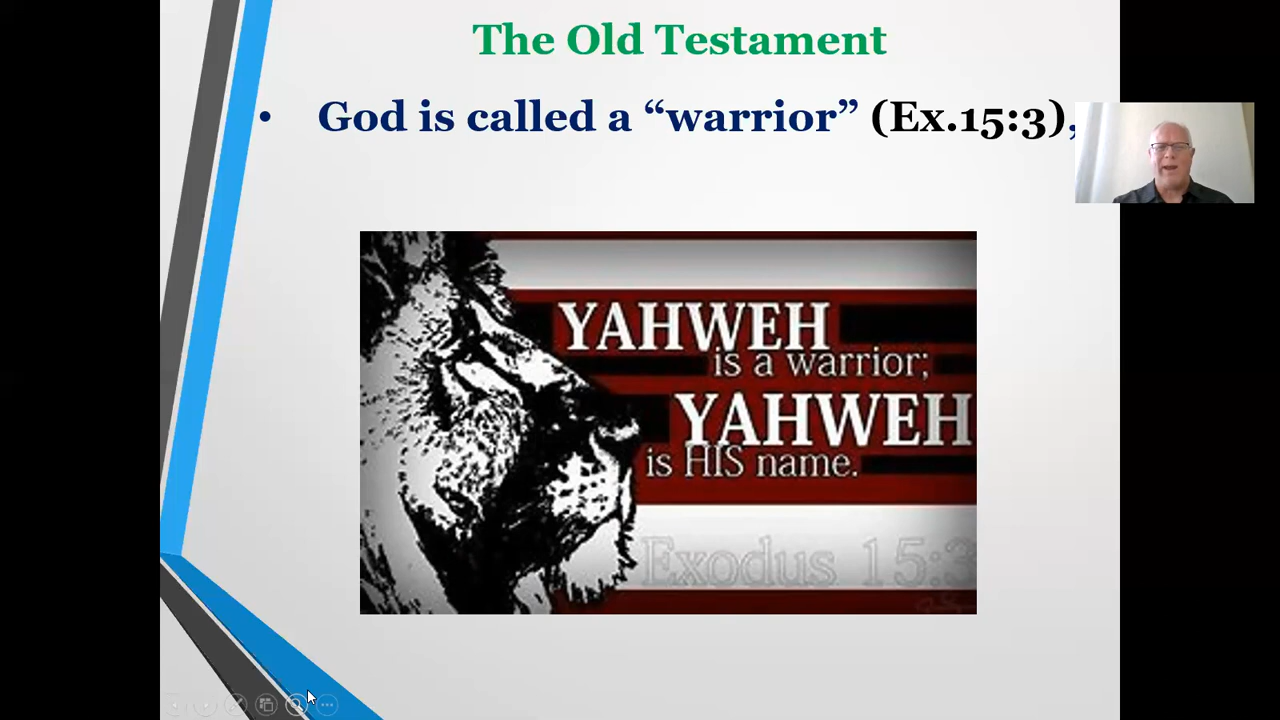 The Old Testament
• God is called a “warrior” (Ex.15:3),
YAHWEH
is a warrior;
YAHWEH
is HIS name.
Exodus 15:3